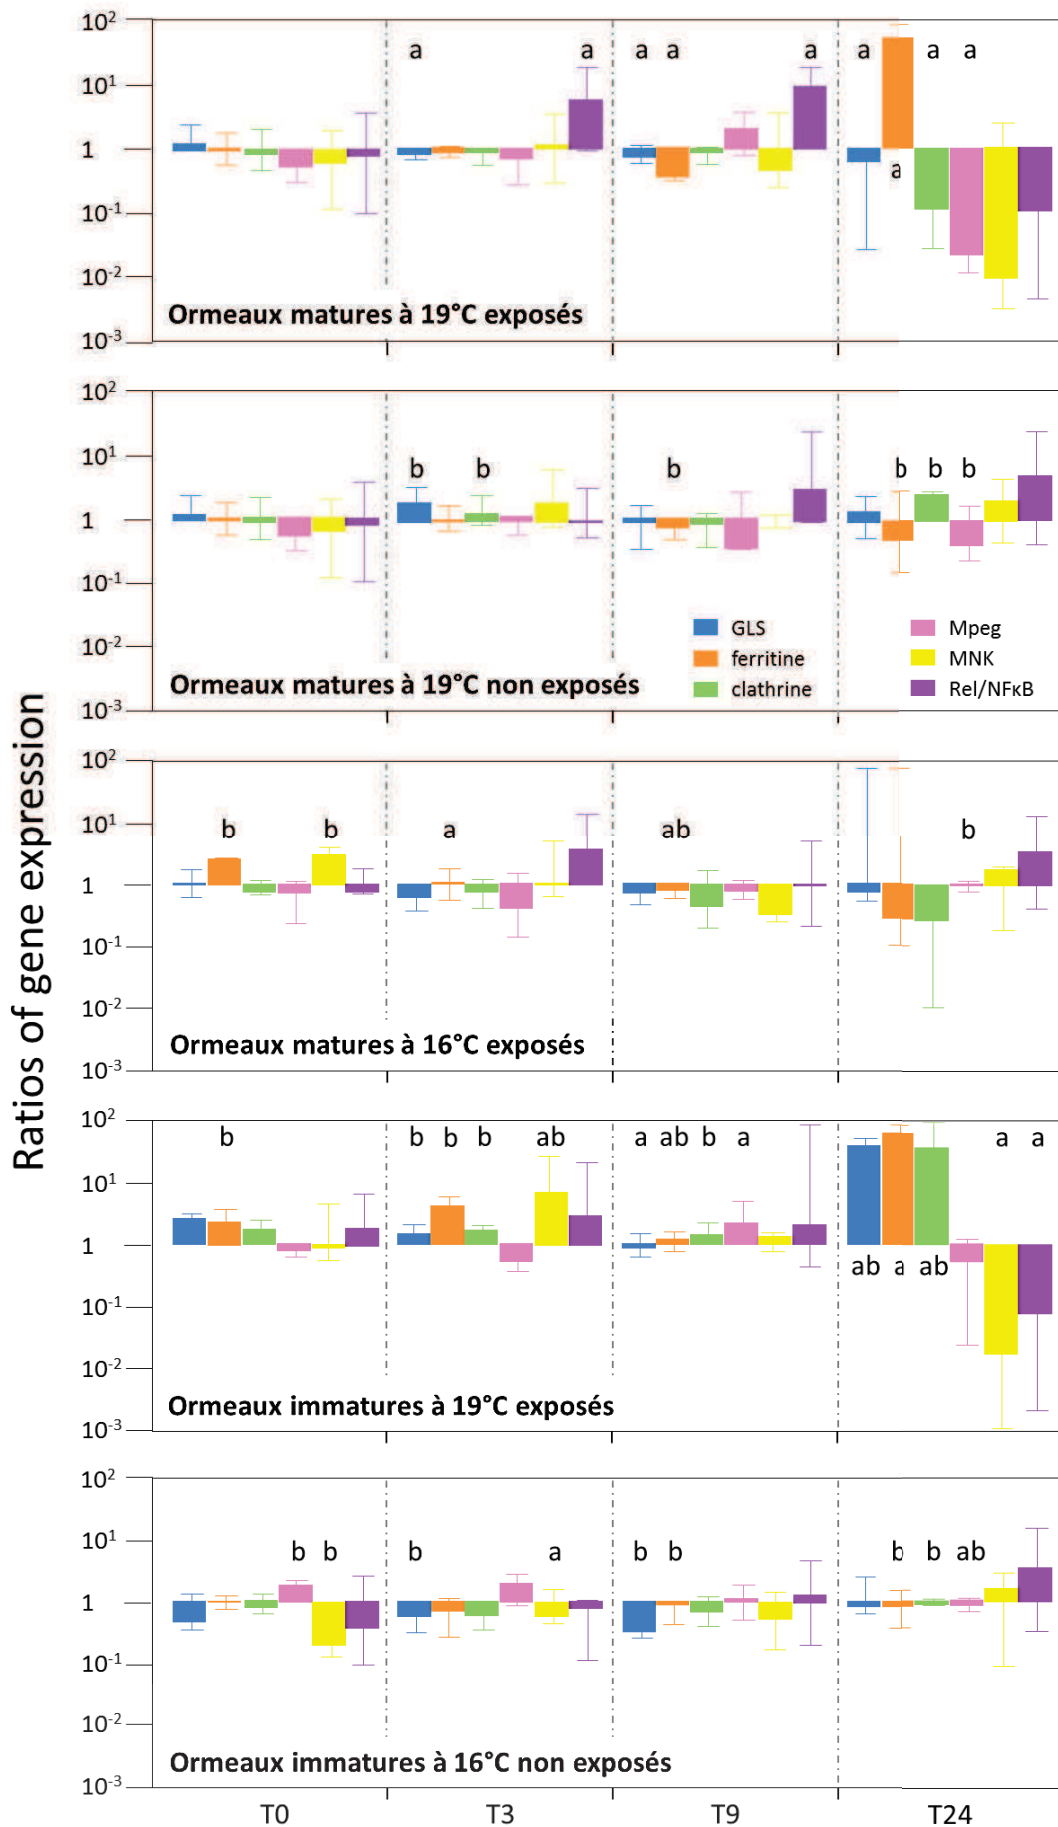 Ratios of gene expression
10²
a a a a a a a a
10¹
1
a
10⁻¹
10⁻²
Ormeaux matures à 19°C exposés
10⁻³
10²
10¹
b b b b b b
1
10⁻¹
GLS Mpeg
10⁻²
ferritine MNK
Ormeaux matures à 19°C non exposés
clathrine Rel/NFκB
10⁻³
10²
10¹
b b a ab b
1
10⁻¹
10⁻²
Ormeaux matures à 16°C exposés
10⁻³
10²
b b b b ab a ab b a a a
10¹
1
ab a ab
10⁻¹
10⁻²
Ormeaux immatures à 19°C exposés
10⁻³
10²
10¹
b b b a b b b b ab
1
10⁻¹
10⁻²
Ormeaux immatures à 16°C non exposés
10⁻³
T0 T3 T9 T24